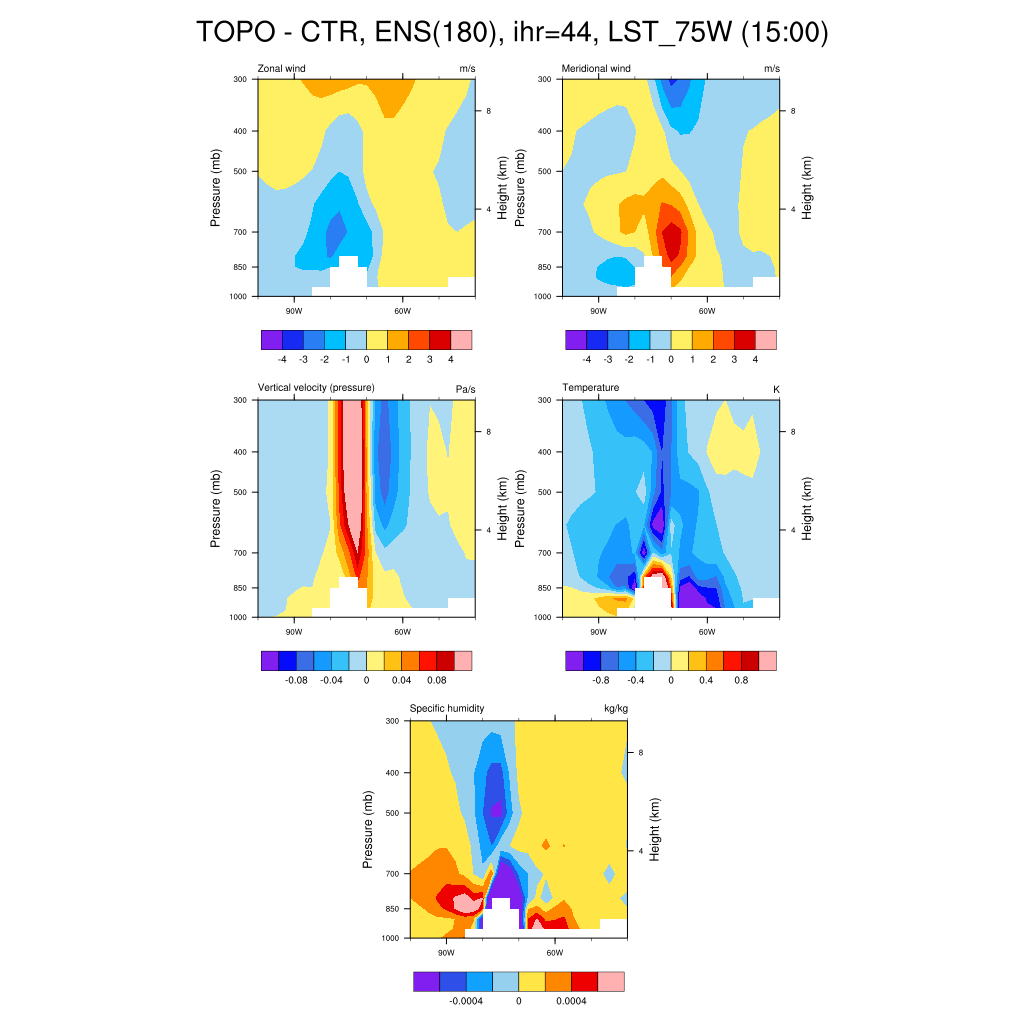 TOPO - CTR, ENS(180), ihr=44, LST_75W (15:00)
Zonal wind m/s
Meridional wind m/s
300
400
500
700
850
1000
Pressure (mb)
8
4
Height (km)
90W 60W
300
400
500
700
850
1000
Pressure (mb)
8
4
Height (km)
90W 60W
-4 -3 -2 -1 0 1 2 3 4
-4 -3 -2 -1 0 1 2 3 4
Vertical velocity (pressure) Pa/s
Temperature K
300
400
500
700
850
1000
Pressure (mb)
8
4
Height (km)
90W 60W
300
400
500
700
850
1000
Pressure (mb)
8
4
Height (km)
90W 60W
-0.08 -0.04 0 0.04 0.08
-0.8 -0.4 0 0.4 0.8
Specific humidity kg/kg
300
400
500
700
850
1000
Pressure (mb)
8
4
Height (km)
90W 60W
-0.0004 0 0.0004